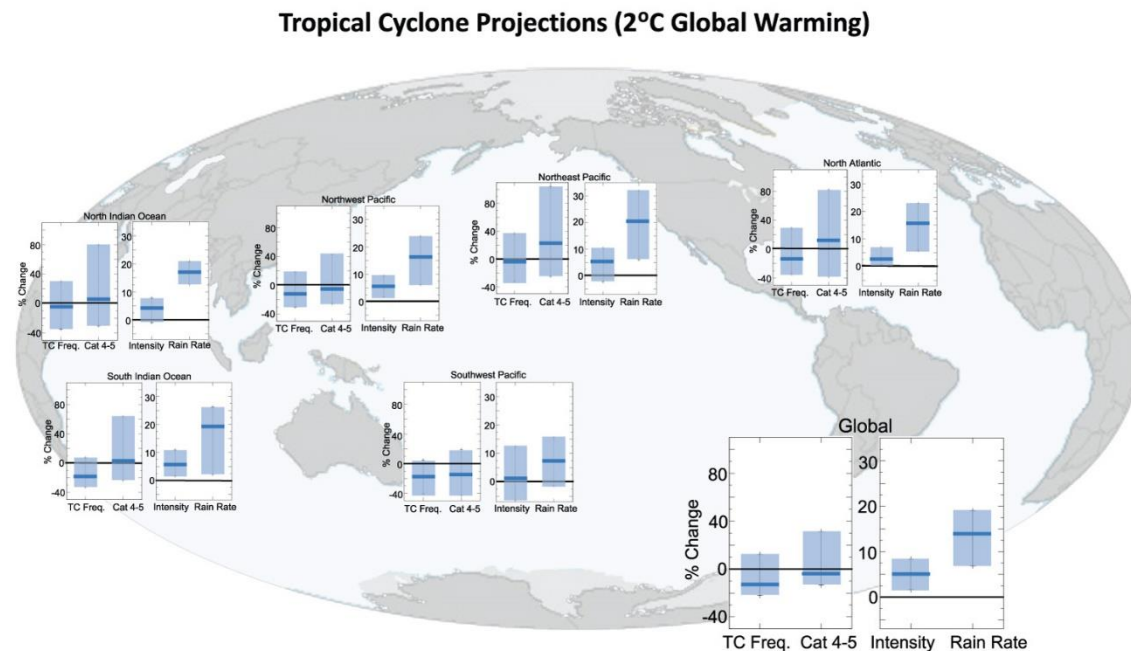 Tropical Cyclone Projections (2°C Global Warming)
North Indian Ocean
% Change
80
40
0
-40
TC Freq. Cat 4-5
30
20
10
0
Intensity Rain Rate
Northwest Pacific
% Change
80
40
0
-40
TC Freq. Cat 4-5
30
20
10
0
Intensity Rain Rate
Northeast Pacific
% Change
80
40
0
-40
TC Freq. Cat 4-5
30
20
10
0
Intensity Rain Rate
North Atlantic
% Change
80
40
0
-40
TC Freq. Cat 4-5
30
20
10
0
Intensity Rain Rate
South Indian Ocean
% Change
80
40
0
-40
TC Freq. Cat 4-5
30
20
10
0
Intensity Rain Rate
Southwest Pacific
% Change
80
40
0
-40
TC Freq. Cat 4-5
30
20
10
0
Intensity Rain Rate
Global
% Change
80
40
0
-40
TC Freq. Cat 4-5
30
20
10
0
Intensity Rain Rate